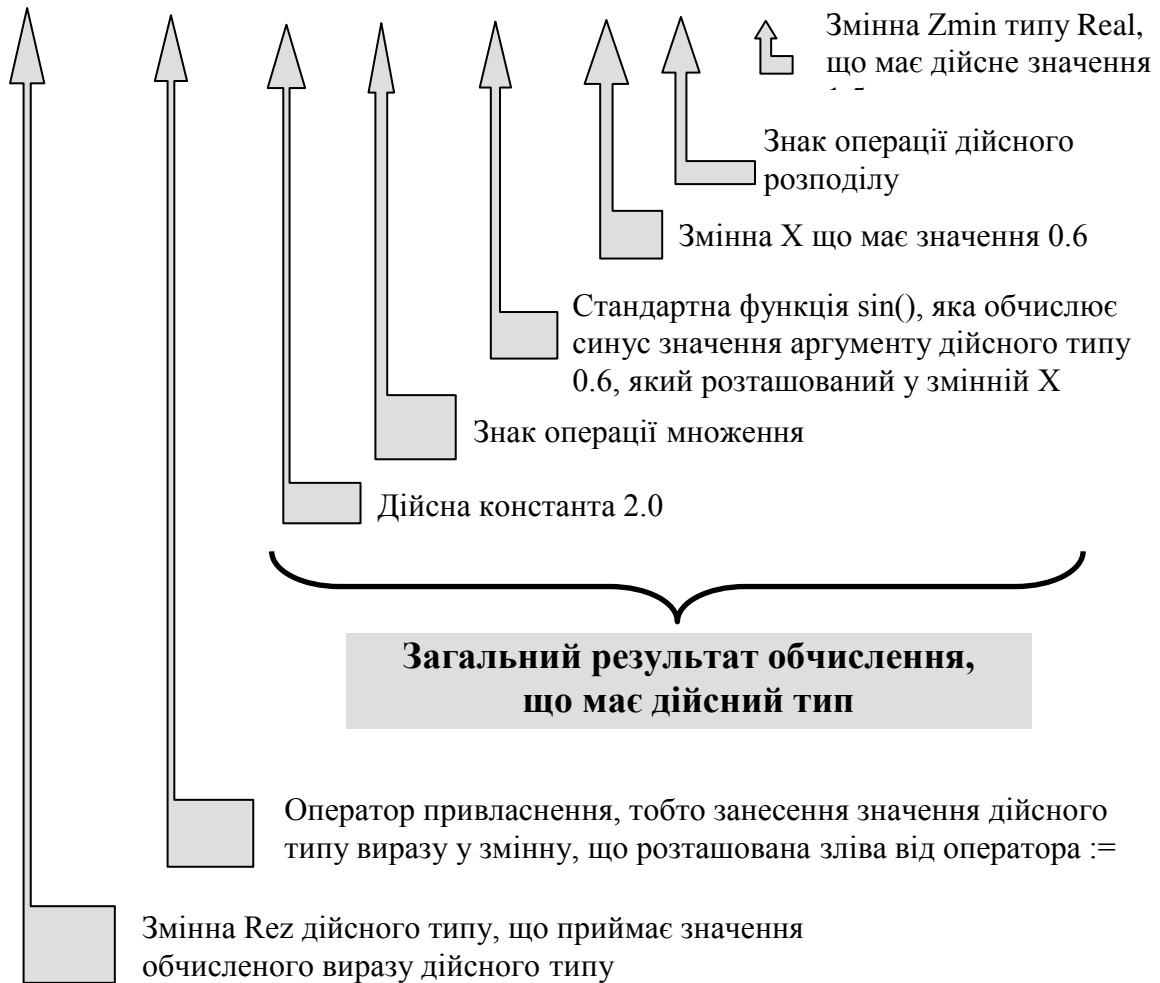 Змінна Zmin типу Real,
що має дійсне значення
Знак операції дійсного
розподілу
Змінна X що має значення 0.6
Стандартна функція sin(), яка обчислює
синус значення аргументу дійсного типу
0.6, який розташований у змінній X
Знак операції множення
Дійсна константа 2.0
Загальний результат обчислення,
що має дійсний тип
Оператор привласнення, тобто занесення значення дійсного
типу виразу у змінну, що розташована зліва від оператора :=
Змінна Rez дійсного типу, що приймає значення
обчисленого виразу дійсного типу